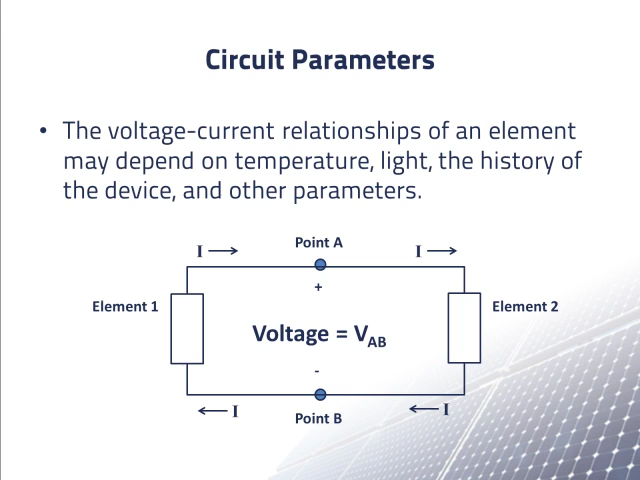 Circuit Parameters
• The voltage-current relationships of an element
may depend on temperature, light, the history of
the device, and other parameters.
Point A
I → I →
+
Element 1 Element 2
Voltage = V_AB
-
← I ← I
Point B